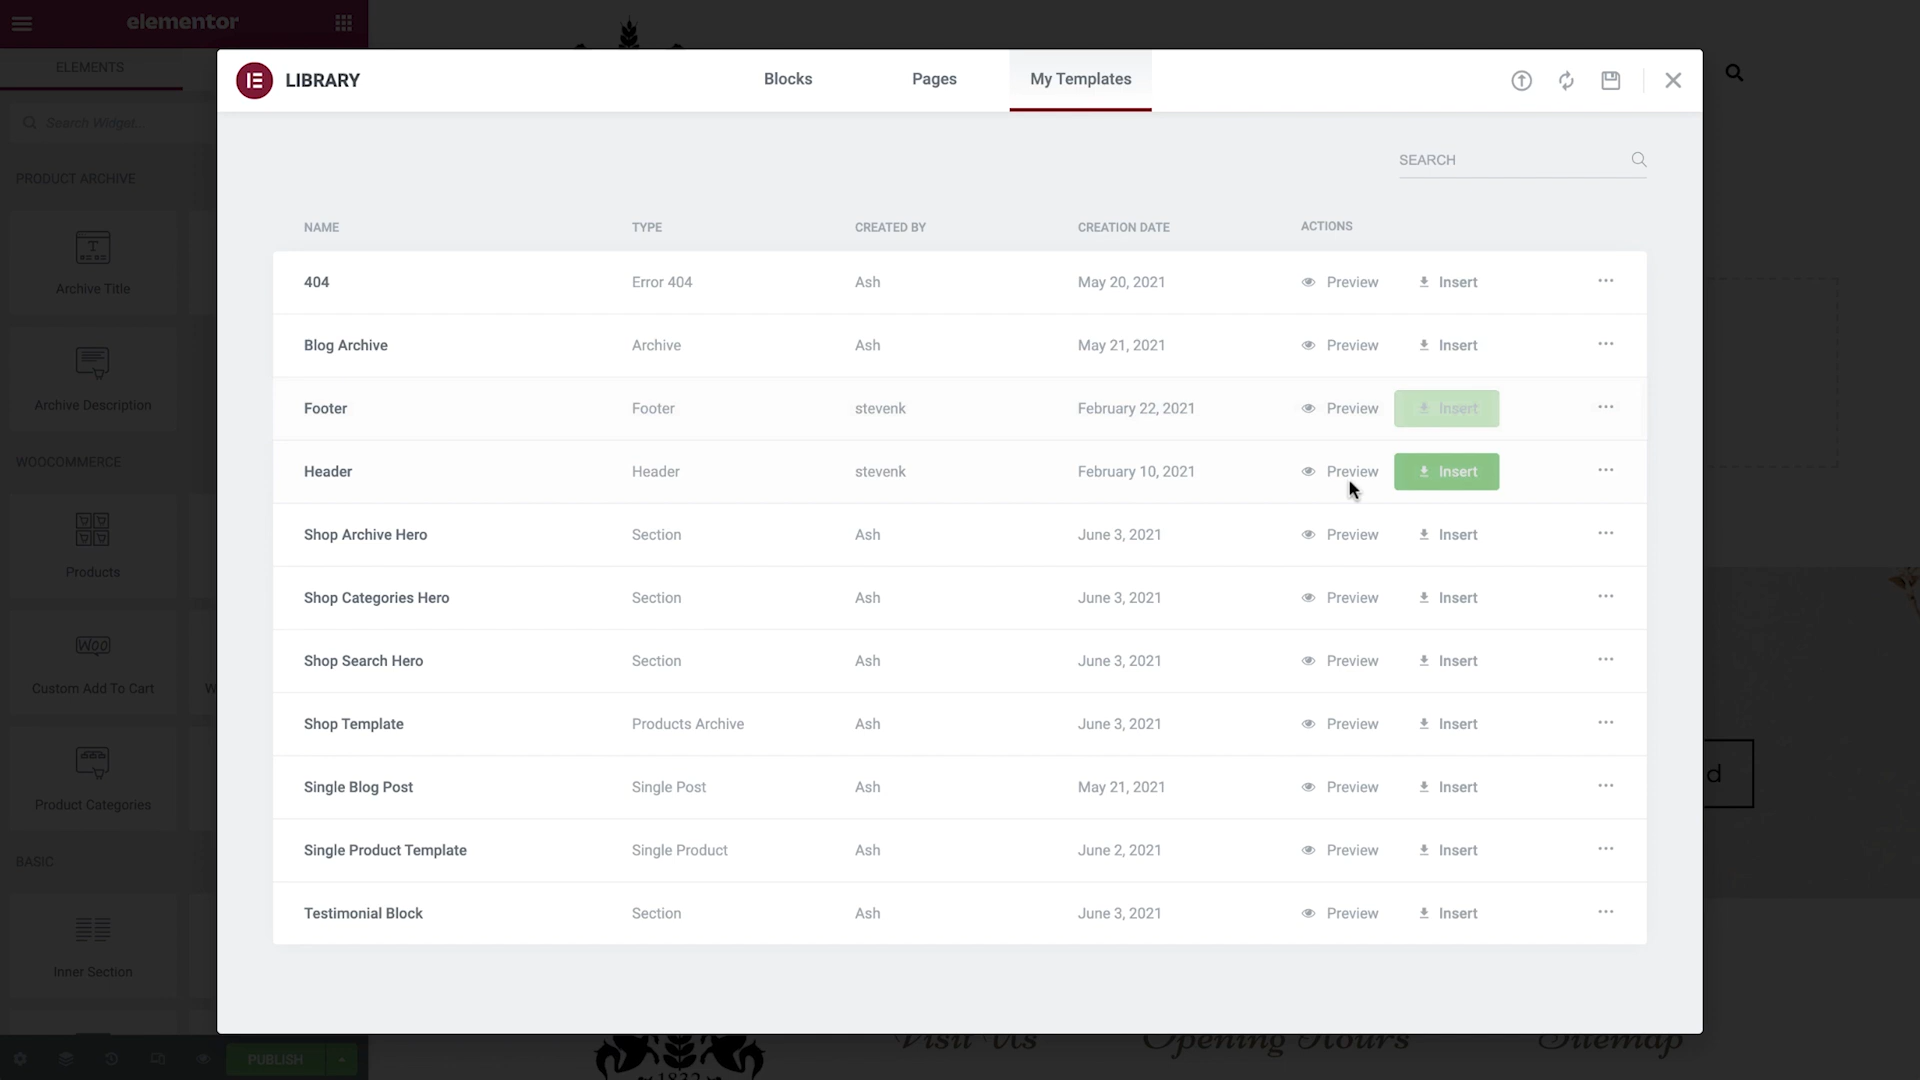 elementor
ELEMENTS
LIBRARY
Blocks
Pages
My Templates
Search Widget...
SEARCH
PRODUCT ARCHIVE
NAME TYPE CREATED BY CREATION DATE ACTIONS
404 Error 404 Ash May 20, 2021 Preview Insert
Archive Title
Blog Archive Archive Ash May 21, 2021 Preview Insert
Archive Description
Footer Footer stevenk February 22, 2021 Preview Insert
WOOCOMMERCE
Header Header stevenk February 10, 2021 Preview Insert
Shop Archive Hero Section Ash June 3, 2021 Preview Insert
Products
Shop Categories Hero Section Ash June 3, 2021 Preview Insert
Woo
Shop Search Hero Section Ash June 3, 2021 Preview Insert
Custom Add To Cart
W
Shop Template Products Archive Ash June 3, 2021 Preview Insert
d
Single Blog Post Single Post Ash May 21, 2021 Preview Insert
Product Categories
Single Product Template Single Product Ash June 2, 2021 Preview Insert
BASIC
Testimonial Block Section Ash June 3, 2021 Preview Insert
Inner Section
Visit Us
Opening Hours
Sitemap
PUBLISH
1832